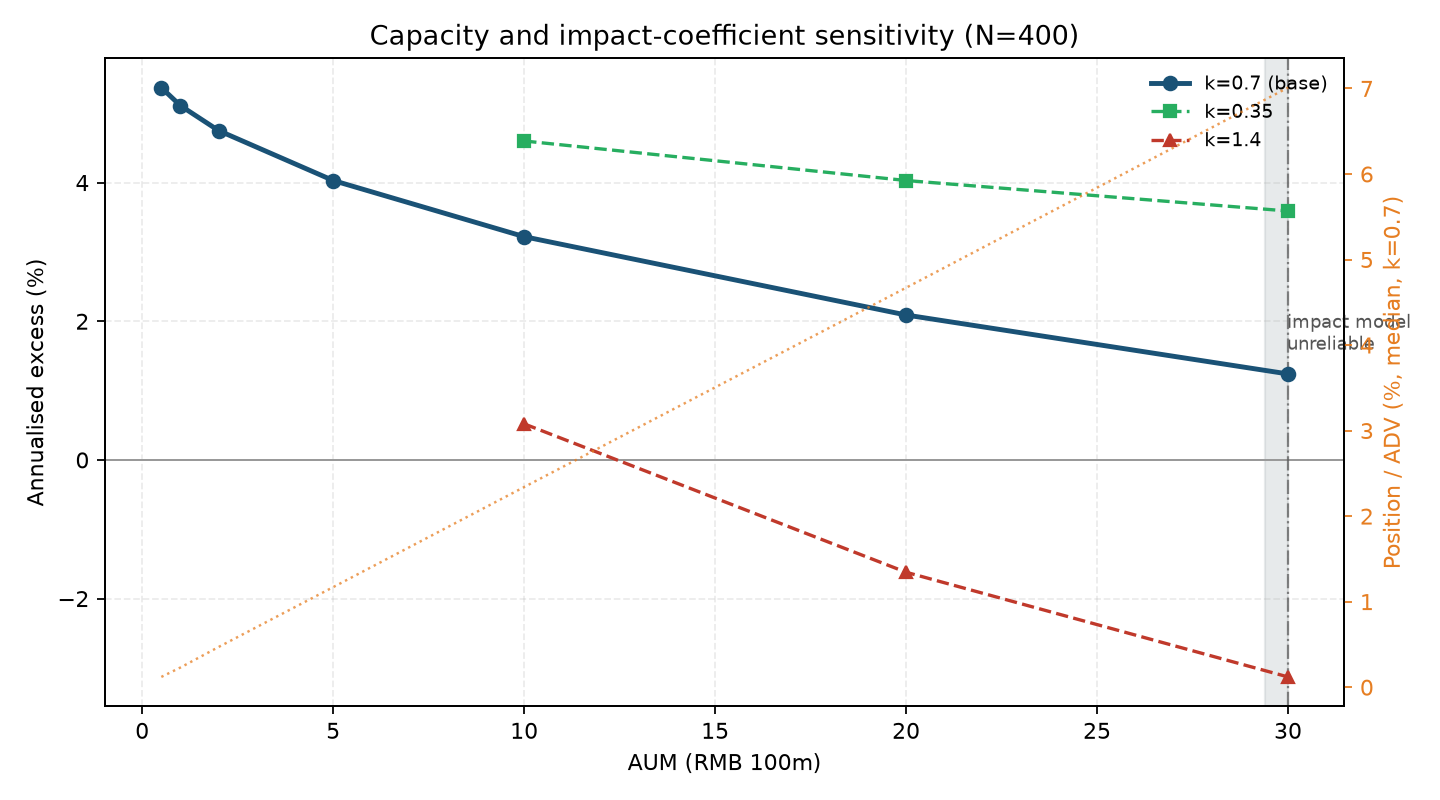 Capacity and impact-coefficient sensitivity (N=400)
k=0.7 (base)
k=0.35
k=1.4
Annualised excess (%)
4
2
0
−2
7
6
5
4
3
2
1
0
Position / ADV (%, median, k=0.7)
impact model
unreliable
0
5
10
15
20
25
30
AUM (RMB 100m)